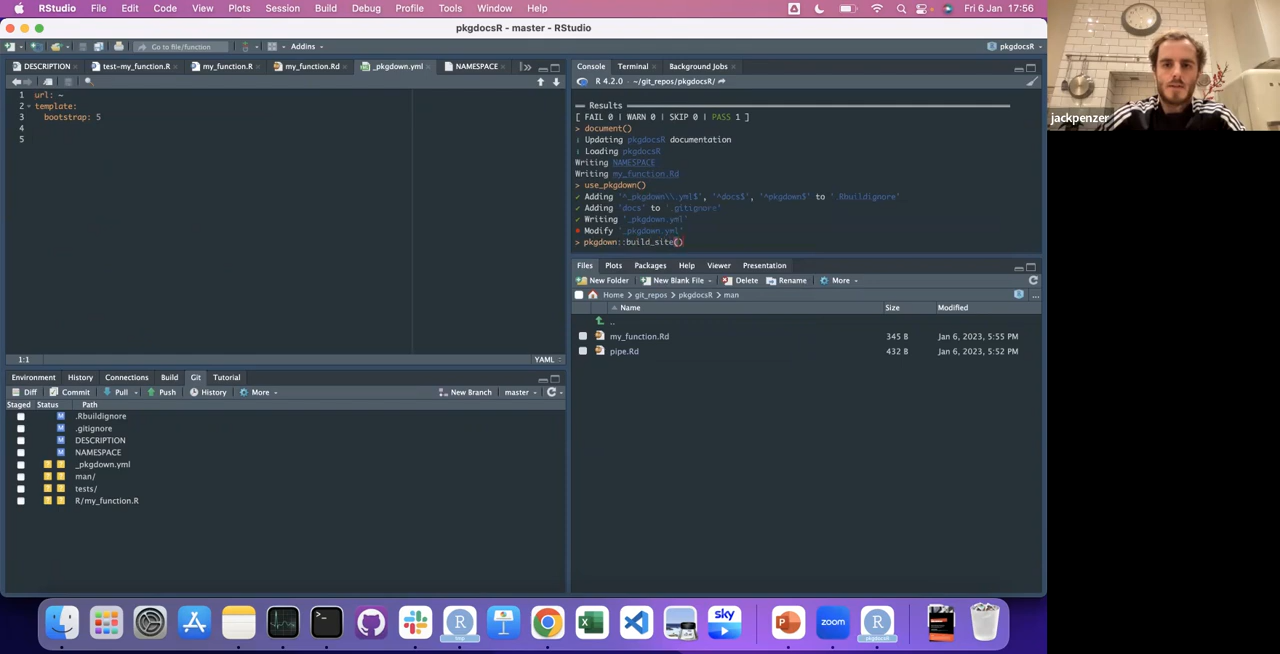 RStudio File Edit Code View Plots Session Build Debug Profile Tools Window Help Fri 6 Jan 17:56
pkgdocsR - master - RStudio
Go to file/function Addins pkgdocsR
DESCRIPTION test-my_function.R my_function.R my_function.Rd _pkgdown.yml NAMESPACE
1 url: ~
2 template:
3 bootstrap: 5
4
5
1:1 YAML
Environment History Connections Build Git Tutorial
Diff Commit Pull Push History More New Branch master
Staged Status Path
M .Rbuildignore
M .gitignore
M DESCRIPTION
M NAMESPACE
? ? _pkgdown.yml
? ? man/
? ? tests/
? ? R/my_function.R
Console Terminal Background Jobs
R 4.2.0 · ~/git_repos/pkgdocsR/
══ Results ══
[ FAIL 0 | WARN 0 | SKIP 0 | PASS 1 ]
> document()
ℹ Updating pkgdocsR documentation
ℹ Loading pkgdocsR
Writing NAMESPACE
Writing my_function.Rd
> use_pkgdown()
✔ Adding '^_pkgdown\\.yml$', '^docs$', '^pkgdown$' to '.Rbuildignore'
✔ Adding 'docs' to '.gitignore'
✔ Writing '_pkgdown.yml'
• Modify '_pkgdown.yml'
> pkgdown::build_site()
Files Plots Packages Help Viewer Presentation
New Folder New Blank File Delete Rename More
Home > git_repos > pkgdocsR > man
Name Size Modified
..
my_function.Rd 345 B Jan 6, 2023, 5:55 PM
pipe.Rd 432 B Jan 6, 2023, 5:52 PM
jackpenzer
sky
zoom
pkgdocsR